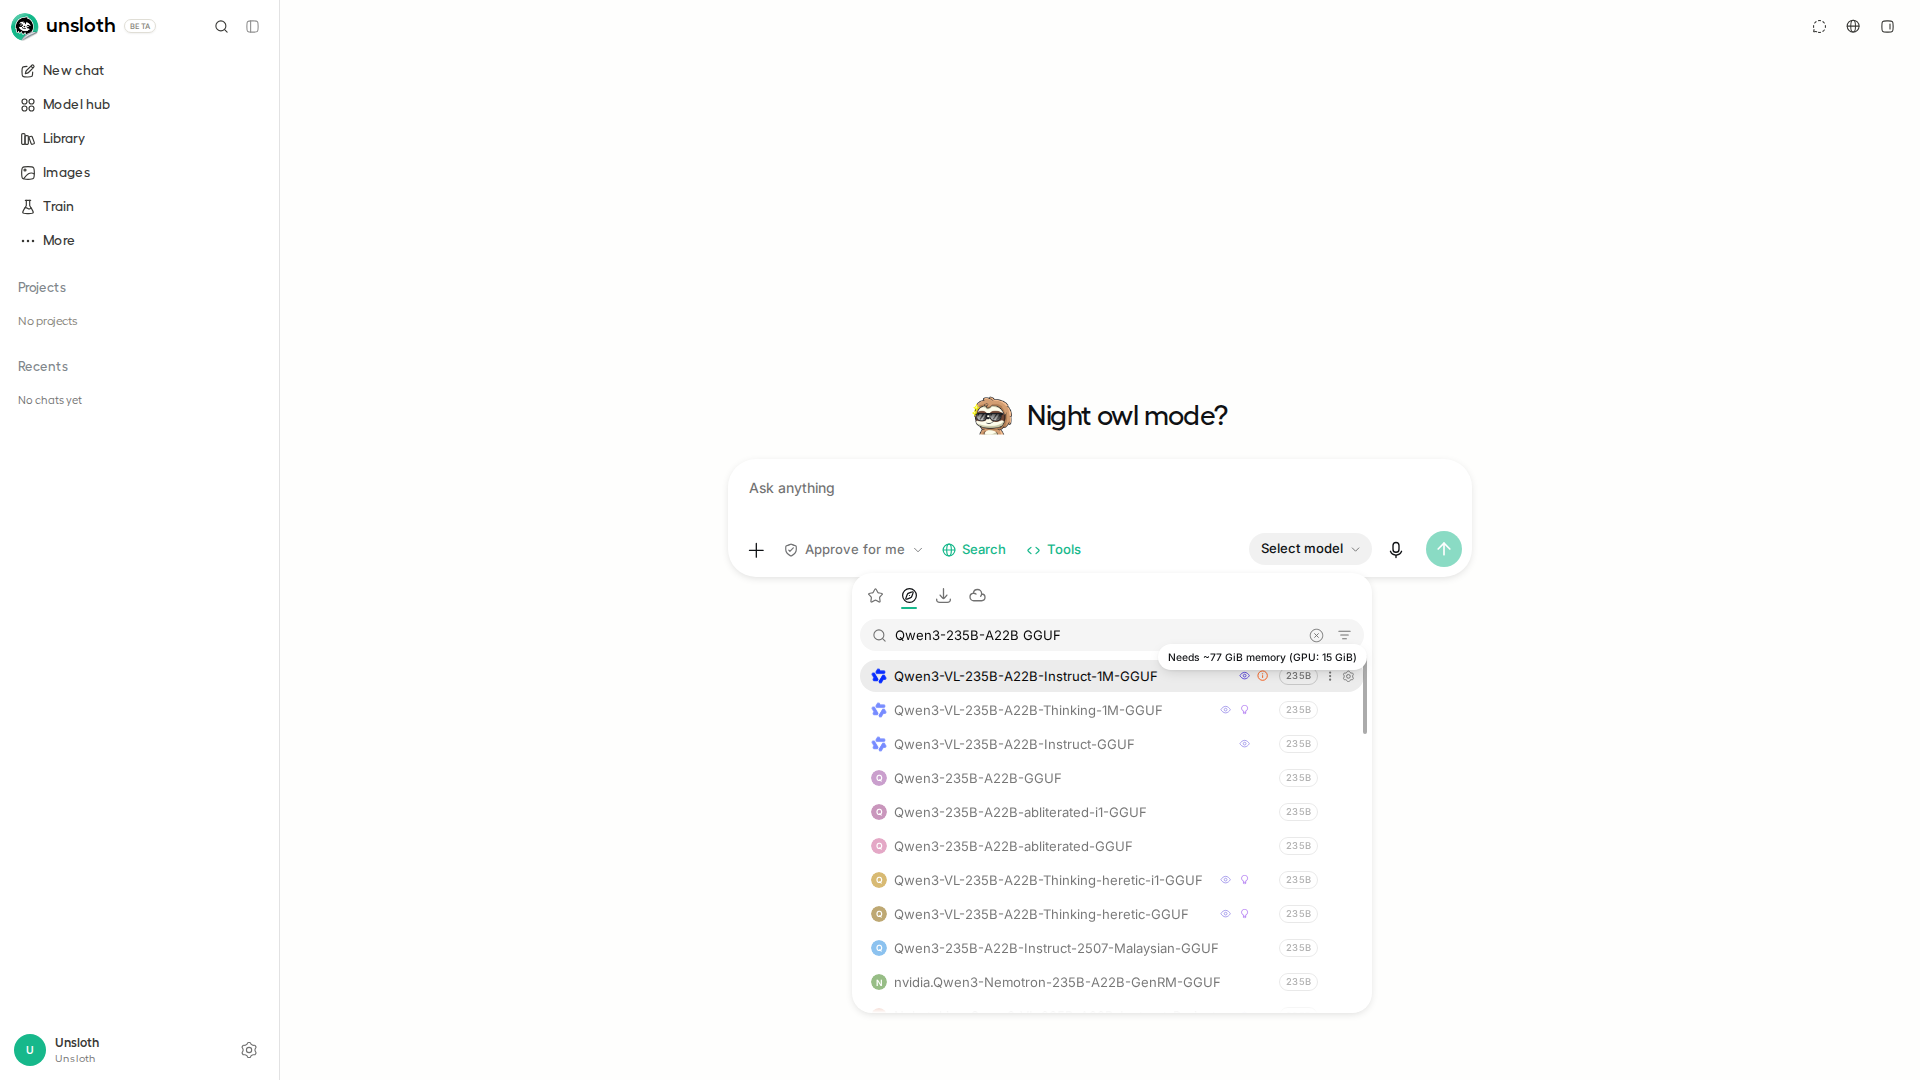 unsloth BETA
New chat
Model hub
Library
Images
Train
More
Projects
No projects
Recents
No chats yet
Night owl mode?
Ask anything
Approve for me Search Tools Select model
Qwen3-235B-A22B GGUF
Needs ~77 GiB memory (GPU: 15 GiB)
Qwen3-VL-235B-A22B-Instruct-1M-GGUF 235B
Qwen3-VL-235B-A22B-Thinking-1M-GGUF 235B
Qwen3-VL-235B-A22B-Instruct-GGUF 235B
Q Qwen3-235B-A22B-GGUF 235B
Q Qwen3-235B-A22B-abliterated-i1-GGUF 235B
Q Qwen3-235B-A22B-abliterated-GGUF 235B
Q Qwen3-VL-235B-A22B-Thinking-heretic-i1-GGUF 235B
Q Qwen3-VL-235B-A22B-Thinking-heretic-GGUF 235B
Q Qwen3-235B-A22B-Instruct-2507-Malaysian-GGUF 235B
N nvidia.Qwen3-Nemotron-235B-A22B-GenRM-GGUF 235B
U Unsloth
Unsloth